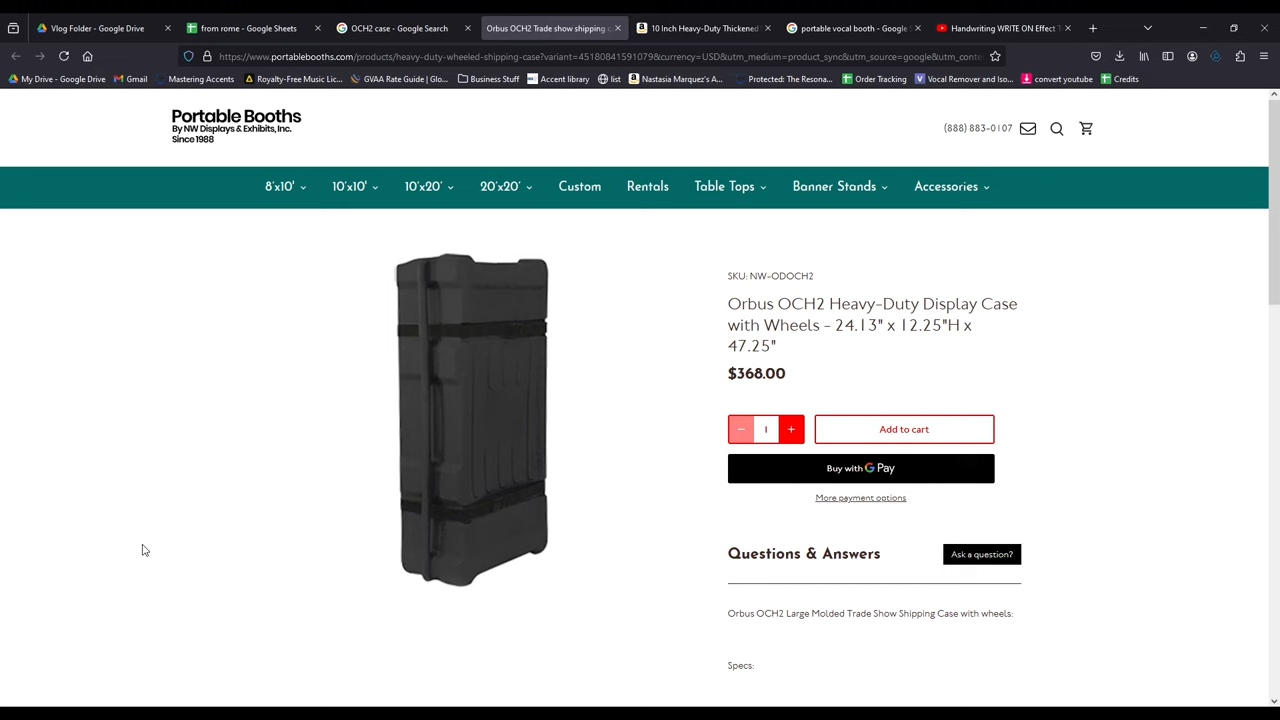 Vlog Folder - Google Drive
from rome - Google Sheets
OCH2 case - Google Search
Orbus OCH2 Trade show shipping c
10 Inch Heavy-Duty Thickened
portable vocal booth - Google S
Handwriting WRITE ON Effect T
https://www.portablebooths.com/products/heavy-duty-wheeled-shipping-case?variant=45180841591079&currency=USD&utm_medium=product_sync&utm_source=google&utm_conte
My Drive - Google Drive
Gmail
Mastering Accents
Royalty-Free Music Lic...
GVAA Rate Guide | Glo...
Business Stuff
Accent library
list
Nastasia Marquez's A...
Protected: The Resona...
Order Tracking
Vocal Remover and Iso...
convert youtube
Credits
Portable Booths
By NW Displays & Exhibits, Inc.
Since 1988
(888) 883-0107
8'x10'
10'x10'
10'x20'
20'x20'
Custom
Rentals
Table Tops
Banner Stands
Accessories
SKU: NW-ODOCH2
Orbus OCH2 Heavy-Duty Display Case
with Wheels - 24.13" x 12.25"H x
47.25"
$368.00
− 1 +
Add to cart
Buy with G Pay
More payment options
Questions & Answers
Ask a question?
Orbus OCH2 Large Molded Trade Show Shipping Case with wheels:
Specs: